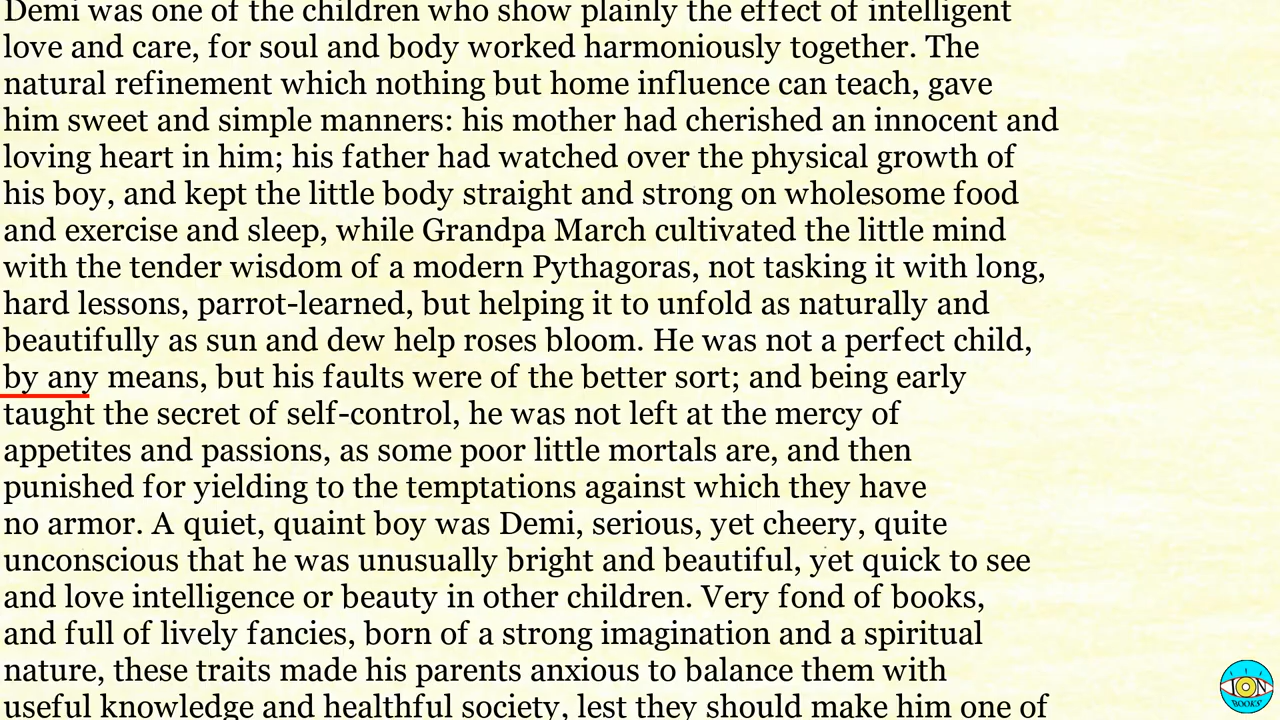 Demi was one of the children who show plainly the effect of intelligent
love and care, for soul and body worked harmoniously together. The
natural refinement which nothing but home influence can teach, gave
him sweet and simple manners: his mother had cherished an innocent and
loving heart in him; his father had watched over the physical growth of
his boy, and kept the little body straight and strong on wholesome food
and exercise and sleep, while Grandpa March cultivated the little mind
with the tender wisdom of a modern Pythagoras, not tasking it with long,
hard lessons, parrot-learned, but helping it to unfold as naturally and
beautifully as sun and dew help roses bloom. He was not a perfect child,
by any means, but his faults were of the better sort; and being early
taught the secret of self-control, he was not left at the mercy of
appetites and passions, as some poor little mortals are, and then
punished for yielding to the temptations against which they have
no armor. A quiet, quaint boy was Demi, serious, yet cheery, quite
unconscious that he was unusually bright and beautiful, yet quick to see
and love intelligence or beauty in other children. Very fond of books,
and full of lively fancies, born of a strong imagination and a spiritual
nature, these traits made his parents anxious to balance them with
useful knowledge and healthful society, lest they should make him one of
ION
BOOKS